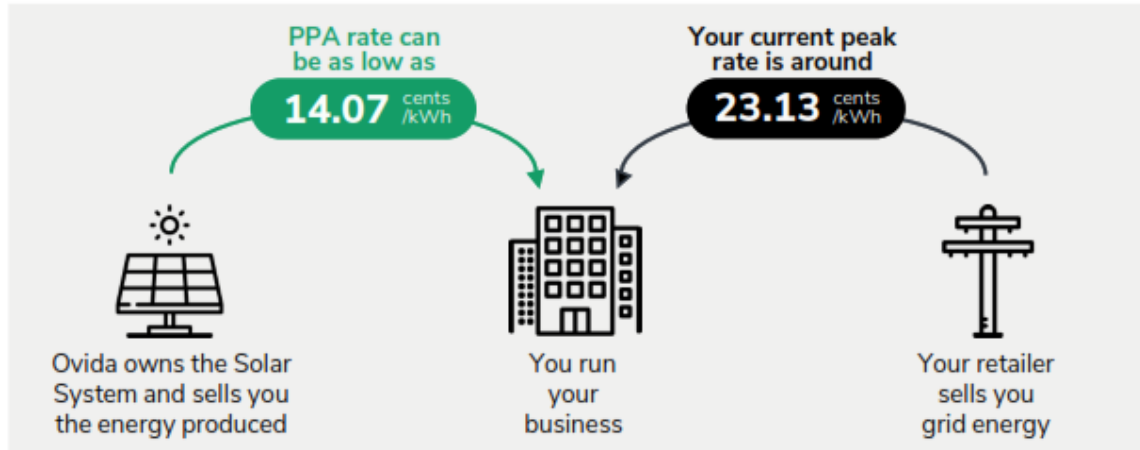 PPA rate can
be as low as
14.07 cents
/kWh
Your current peak
rate is around
23.13 cents
/kWh
Ovida owns the Solar
System and sells you
the energy produced
You run
your
business
Your retailer
sells you
grid energy